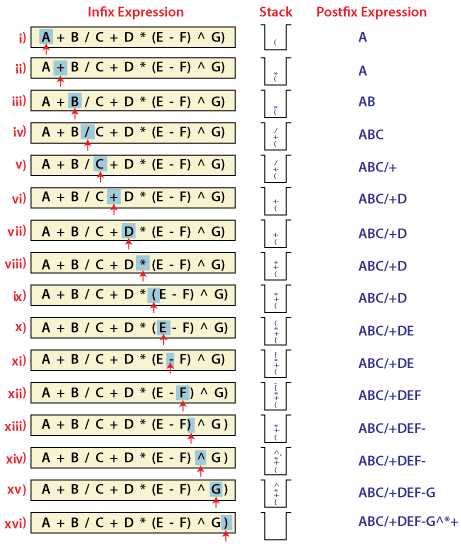 Infix Expression Stack Postfix Expression
i) A + B / C + D * (E - F) ^ G) ( A
ii) A + B / C + D * (E - F) ^ G) ( A
iii) A + B / C + D * (E - F) ^ G) ( AB
iv) A + B / C + D * (E - F) ^ G) / + ( ABC
v) A + B / C + D * (E - F) ^ G) / + ( ABC/+
vi) A + B / C + D * (E - F) ^ G) + ( ABC/+D
vii) A + B / C + D * (E - F) ^ G) + ( ABC/+D
viii) A + B / C + D * (E - F) ^ G) * + ( ABC/+D
ix) A + B / C + D * (E - F) ^ G) * + ( ABC/+D
x) A + B / C + D * (E - F) ^ G) ( * + ( ABC/+DE
xi) A + B / C + D * (E - F) ^ G) ( * + ( ABC/+DE
xii) A + B / C + D * (E - F) ^ G) * + ( ABC/+DEF
xiii) A + B / C + D * (E - F) ^ G) * + ( ABC/+DEF-
xiv) A + B / C + D * (E - F) ^ G) ^ * + ( ABC/+DEF-
xv) A + B / C + D * (E - F) ^ G) ^ * + ( ABC/+DEF-G
xvi) A + B / C + D * (E - F) ^ G) ABC/+DEF-G^*+